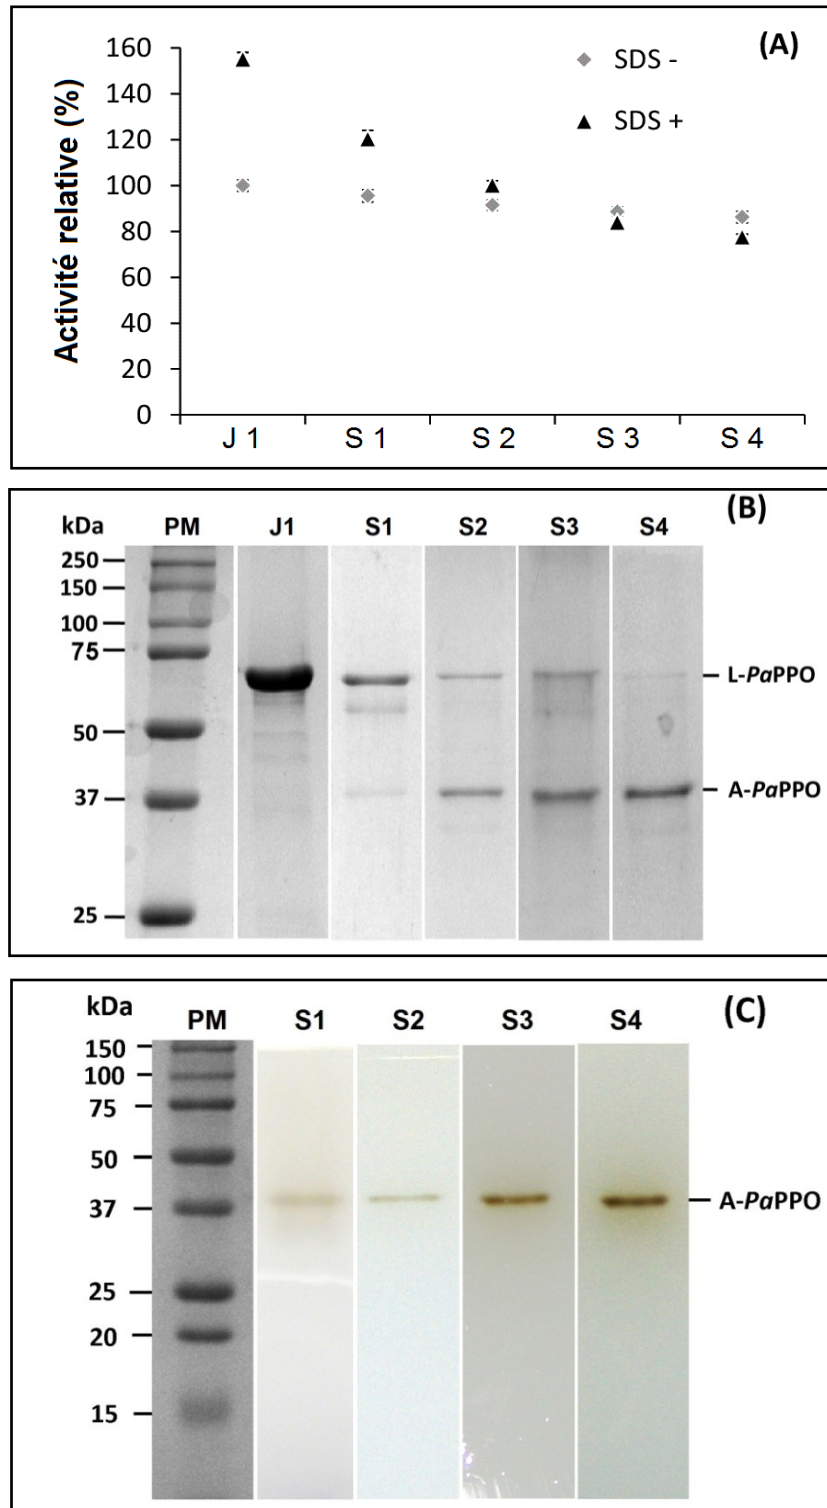 (A)
Activité relative (%)
160
140
120
100
80
60
40
20
0
SDS -
SDS +
J 1 S 1 S 2 S 3 S 4
(B)
kDa PM J1 S1 S2 S3 S4
250
150
100
75
L-PaPPO
50
37
A-PaPPO
25
(C)
kDa PM S1 S2 S3 S4
150
100
75
50
37
A-PaPPO
25
20
15